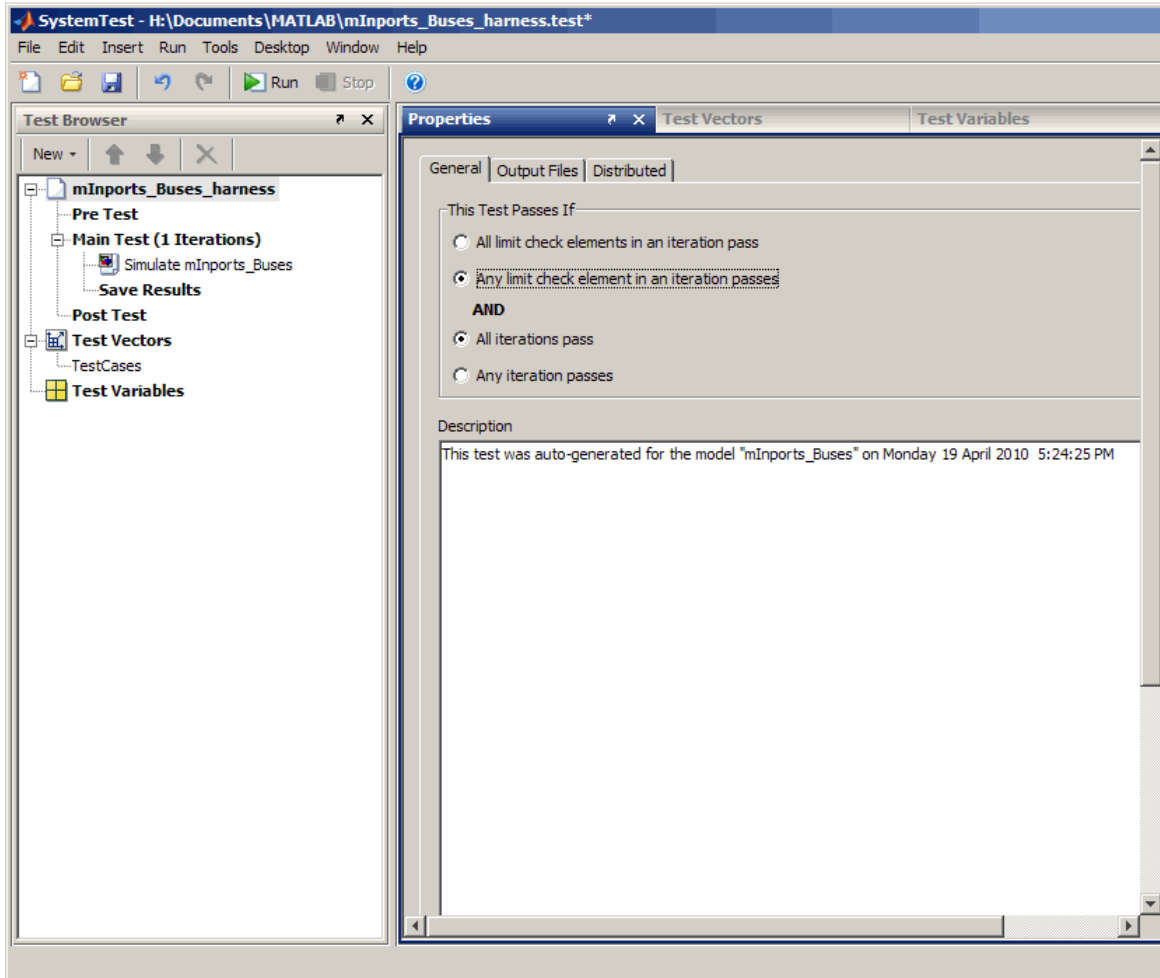 SystemTest - H:\Documents\MATLAB\mInports_Buses_harness.test*
File Edit Insert Run Tools Desktop Window Help
Run Stop
Test Browser
New
mInports_Buses_harness
Pre Test
Main Test (1 Iterations)
Simulate mInports_Buses
Save Results
Post Test
Test Vectors
TestCases
Test Variables
Properties Test Vectors Test Variables
General Output Files Distributed
This Test Passes If
All limit check elements in an iteration pass
Any limit check element in an iteration passes
AND
All iterations pass
Any iteration passes
Description
This test was auto-generated for the model "mInports_Buses" on Monday 19 April 2010 5:24:25 PM